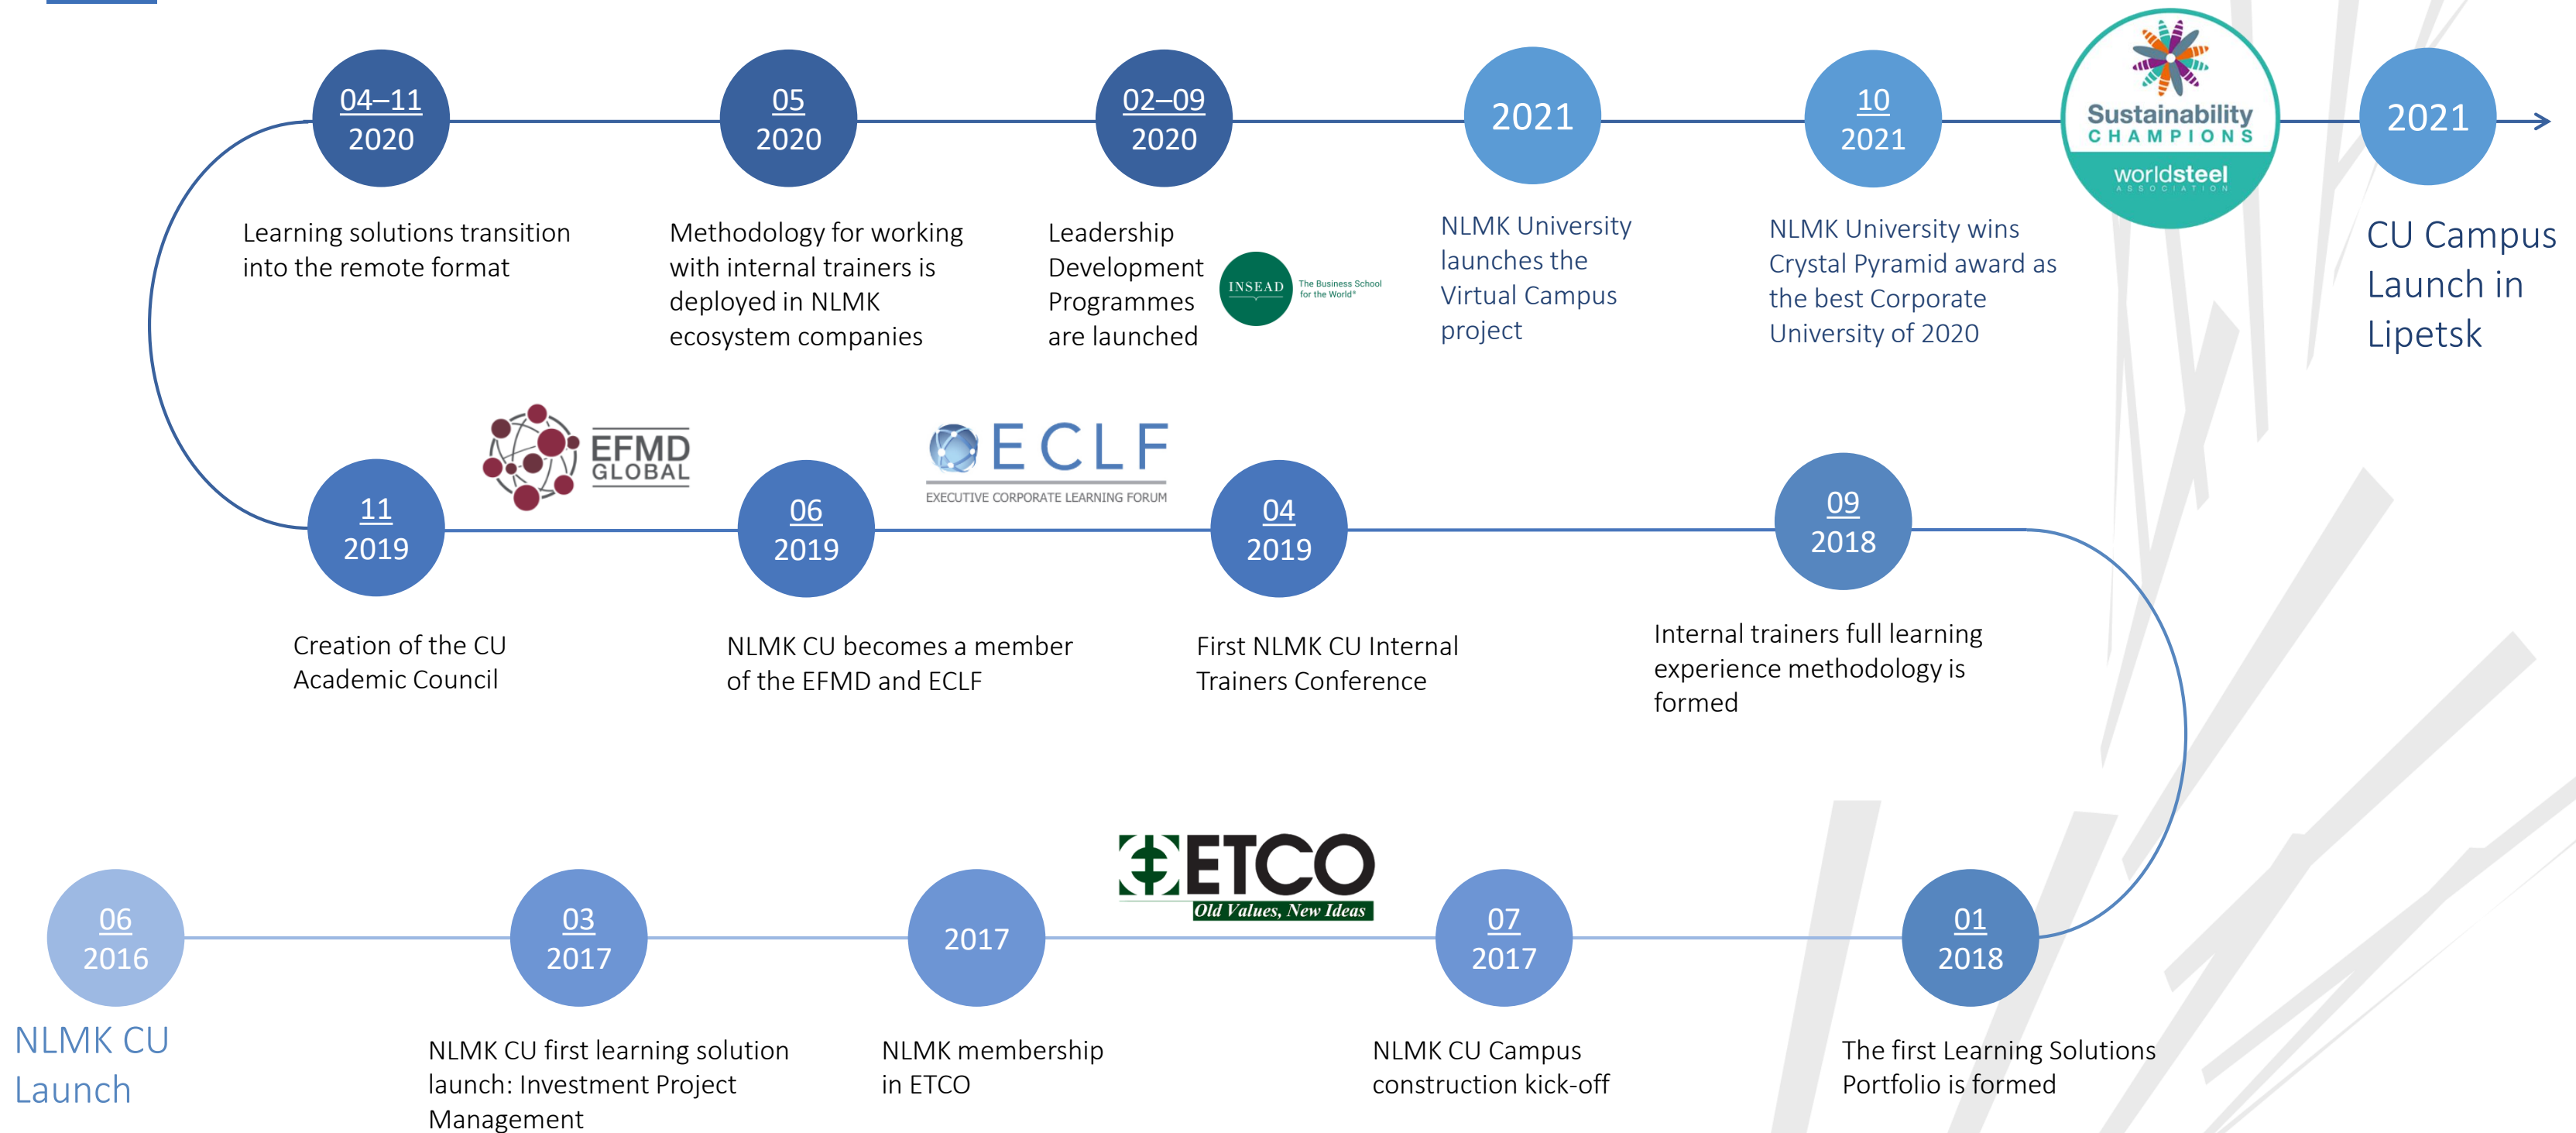 04–11
2020
Learning solutions transition
into the remote format
05
2020
Methodology for working
with internal trainers is
deployed in NLMK
ecosystem companies
02–09
2020
Leadership
Development
Programmes
are launched
INSEAD
The Business School
for the World®
2021
NLMK University
launches the
Virtual Campus
project
10
2021
NLMK University wins
Crystal Pyramid award as
the best Corporate
University of 2020
Sustainability
CHAMPIONS
worldsteel
ASSOCIATION
2021
CU Campus
Launch in
Lipetsk
EFMD
GLOBAL
ECLF
EXECUTIVE CORPORATE LEARNING FORUM
11
2019
Creation of the CU
Academic Council
06
2019
NLMK CU becomes a member
of the EFMD and ECLF
04
2019
First NLMK CU Internal
Trainers Conference
09
2018
Internal trainers full learning
experience methodology is
formed
06
2016
NLMK CU
Launch
03
2017
NLMK CU first learning solution
launch: Investment Project
Management
2017
NLMK membership
in ETCO
ETCO
Old Values, New Ideas
07
2017
NLMK CU Campus
construction kick-off
01
2018
The first Learning Solutions
Portfolio is formed